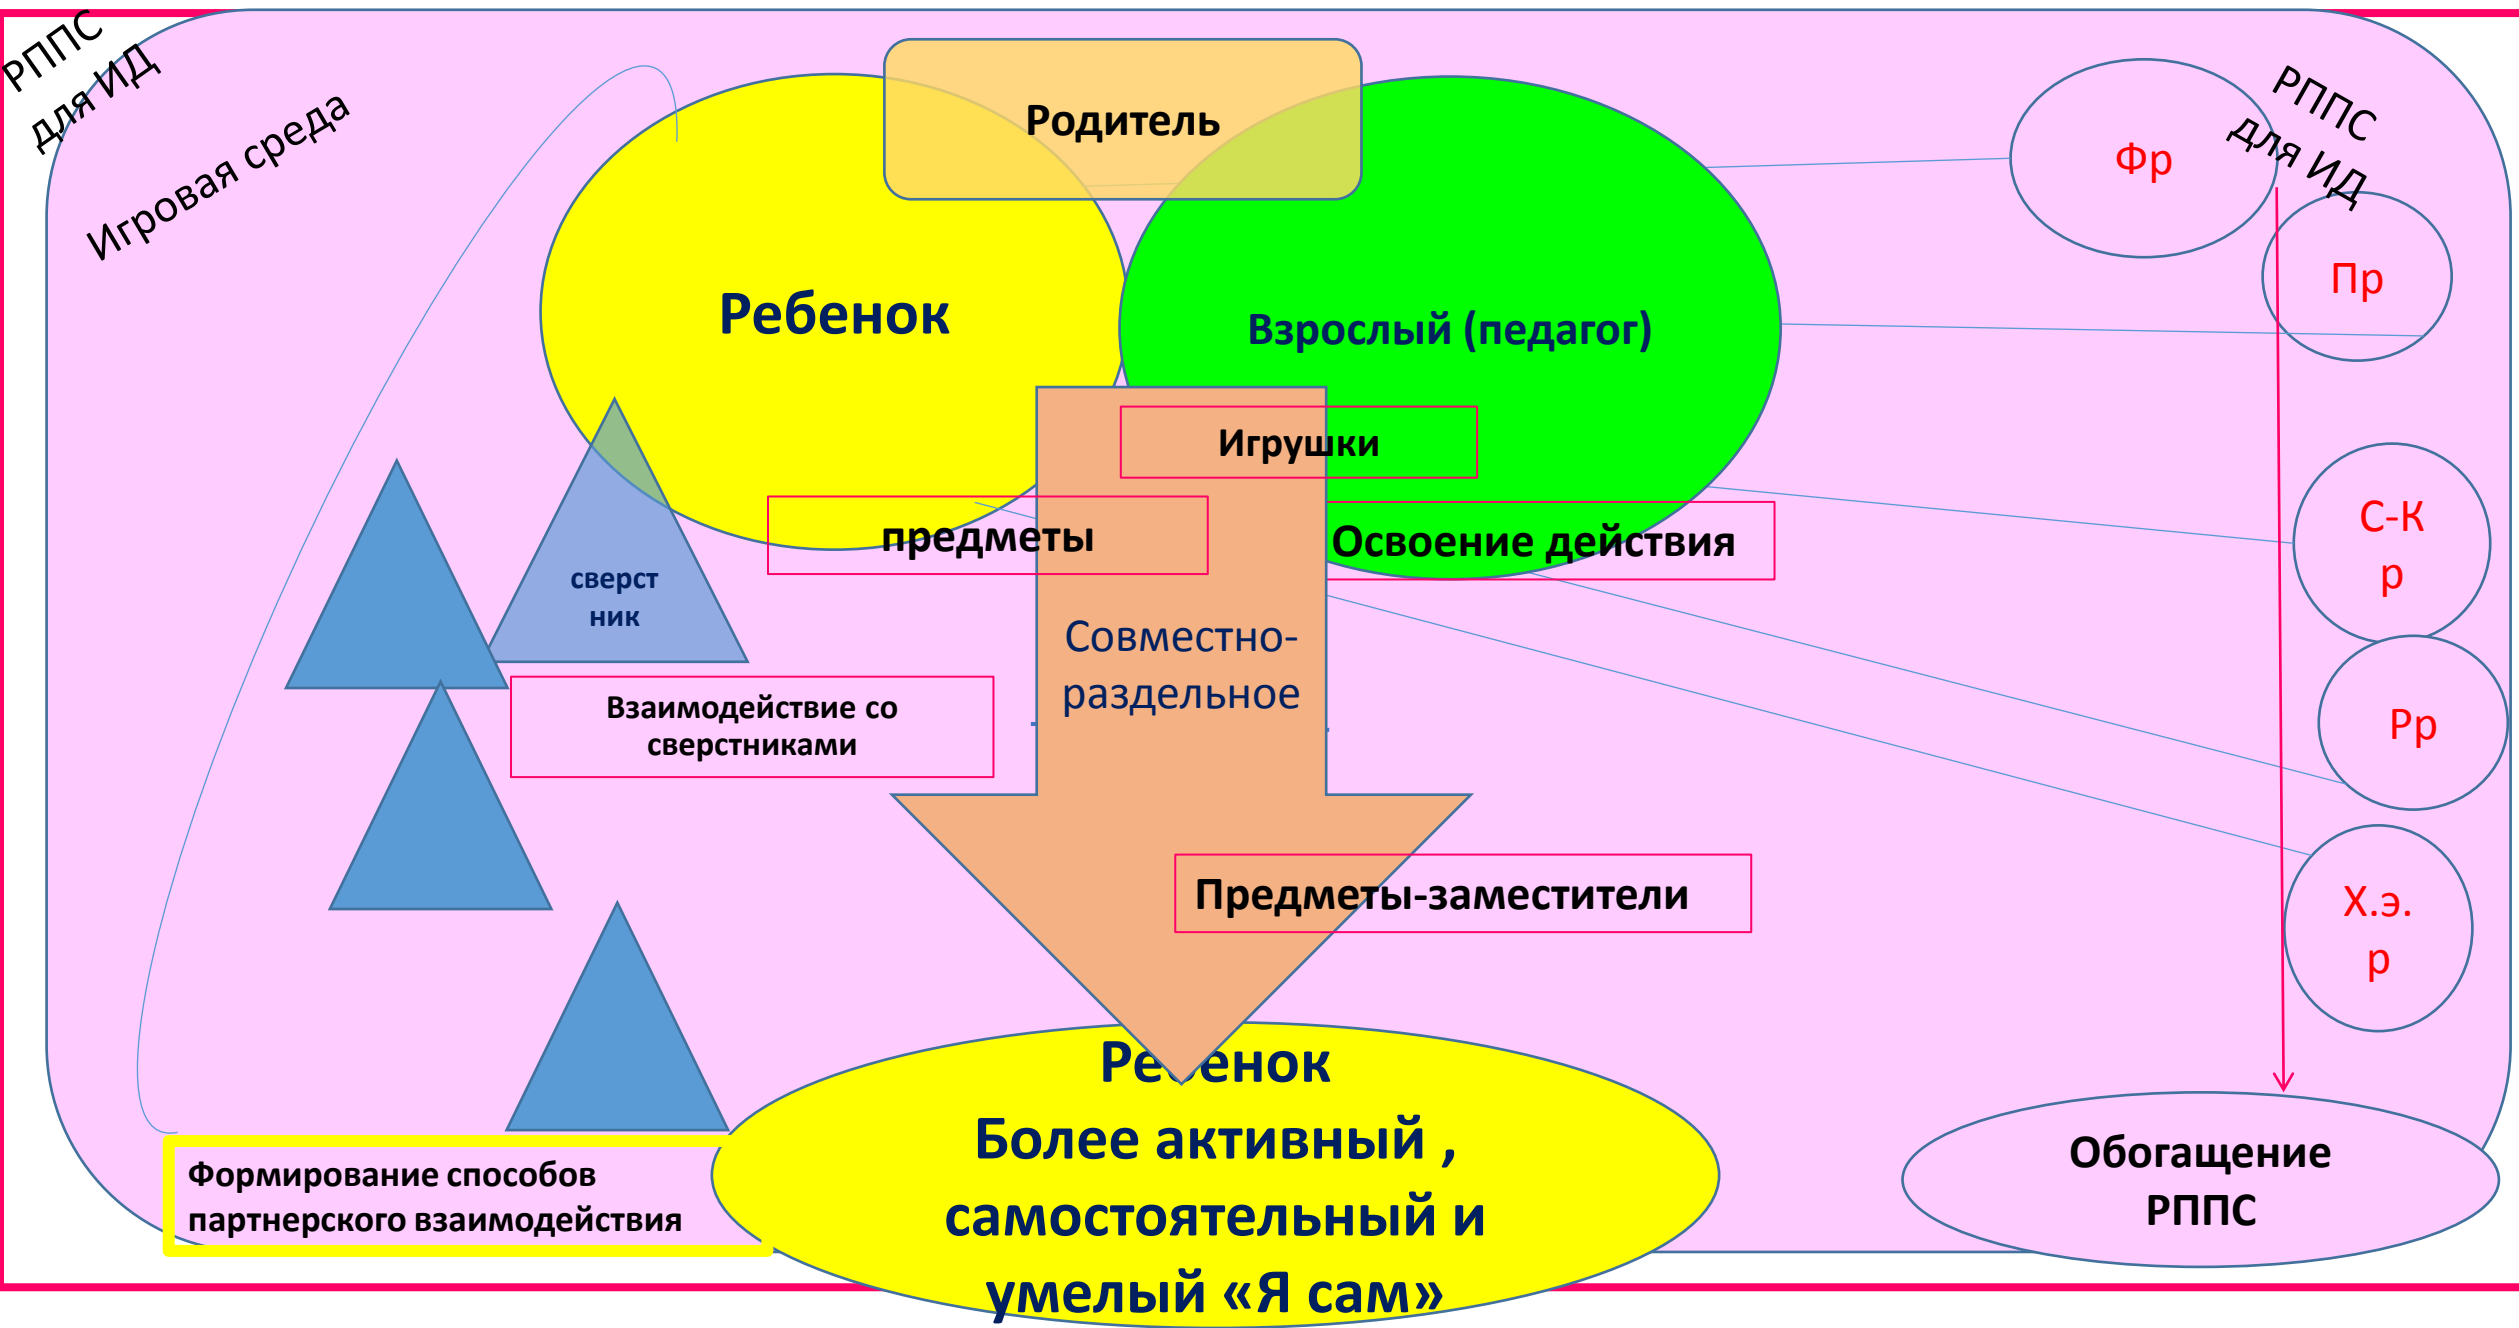 РППС
для ИД
Игровая среда
Родитель
Ребенок
Взрослый (педагог)
Фр
РППС
для ИД
Пр
Игрушки
предметы
Освоение действия
С-К
р
сверст
ник
Совместно-
раздельное
Взаимодействие со
сверстниками
Рр
Предметы-заместители
Х.э.
р
Ребенок
Более активный ,
самостоятельный и
умелый «Я сам»
Формирование способов
партнерского взаимодействия
Обогащение
РППС